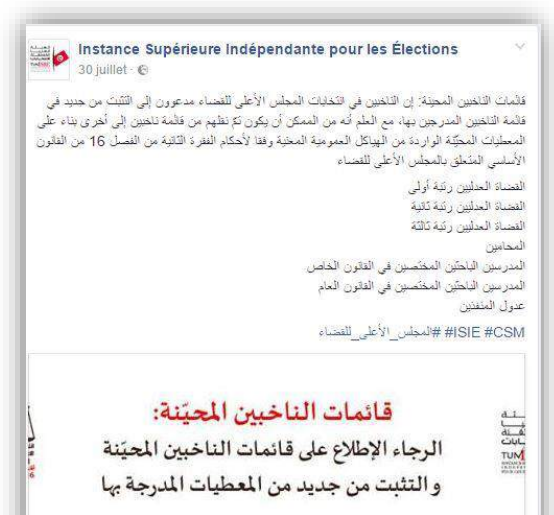 Instance Supérieure Indépendante pour les Élections
30 juillet ·
قائمات الناخبين المحينة: إن الناخبين في انتخابات المجلس الأعلى للقضاء مدعوون إلى التثبت من جديد في
قائمة الناخبين المدرجين بها، مع العلم أنه من الممكن أن يكون تمّ نقلهم من قائمة ناخبين إلى أخرى بناء على
المعطيات المحيّنة الواردة من الهياكل العمومية المعنية وفقا لأحكام الفقرة الثانية من الفصل 16 من القانون
الأساسي المتعلق بالمجلس الأعلى للقضاء
القضاة العدليين رتبة أولى
القضاة العدليين رتبة ثانية
القضاة العدليين رتبة ثالثة
المحامين
المدرسين الباحثين المختصين في القانون الخاص
المدرسين الباحثين المختصين في القانون العام
عدول المنفذين
#ISIE #CSM #المجلس_الأعلى_للقضاء
قائمات الناخبين المحيّنة:
الرجاء الإطلاع على قائمات الناخبين المحيّنة
و التثبت من جديد من المعطيات المدرجة بها